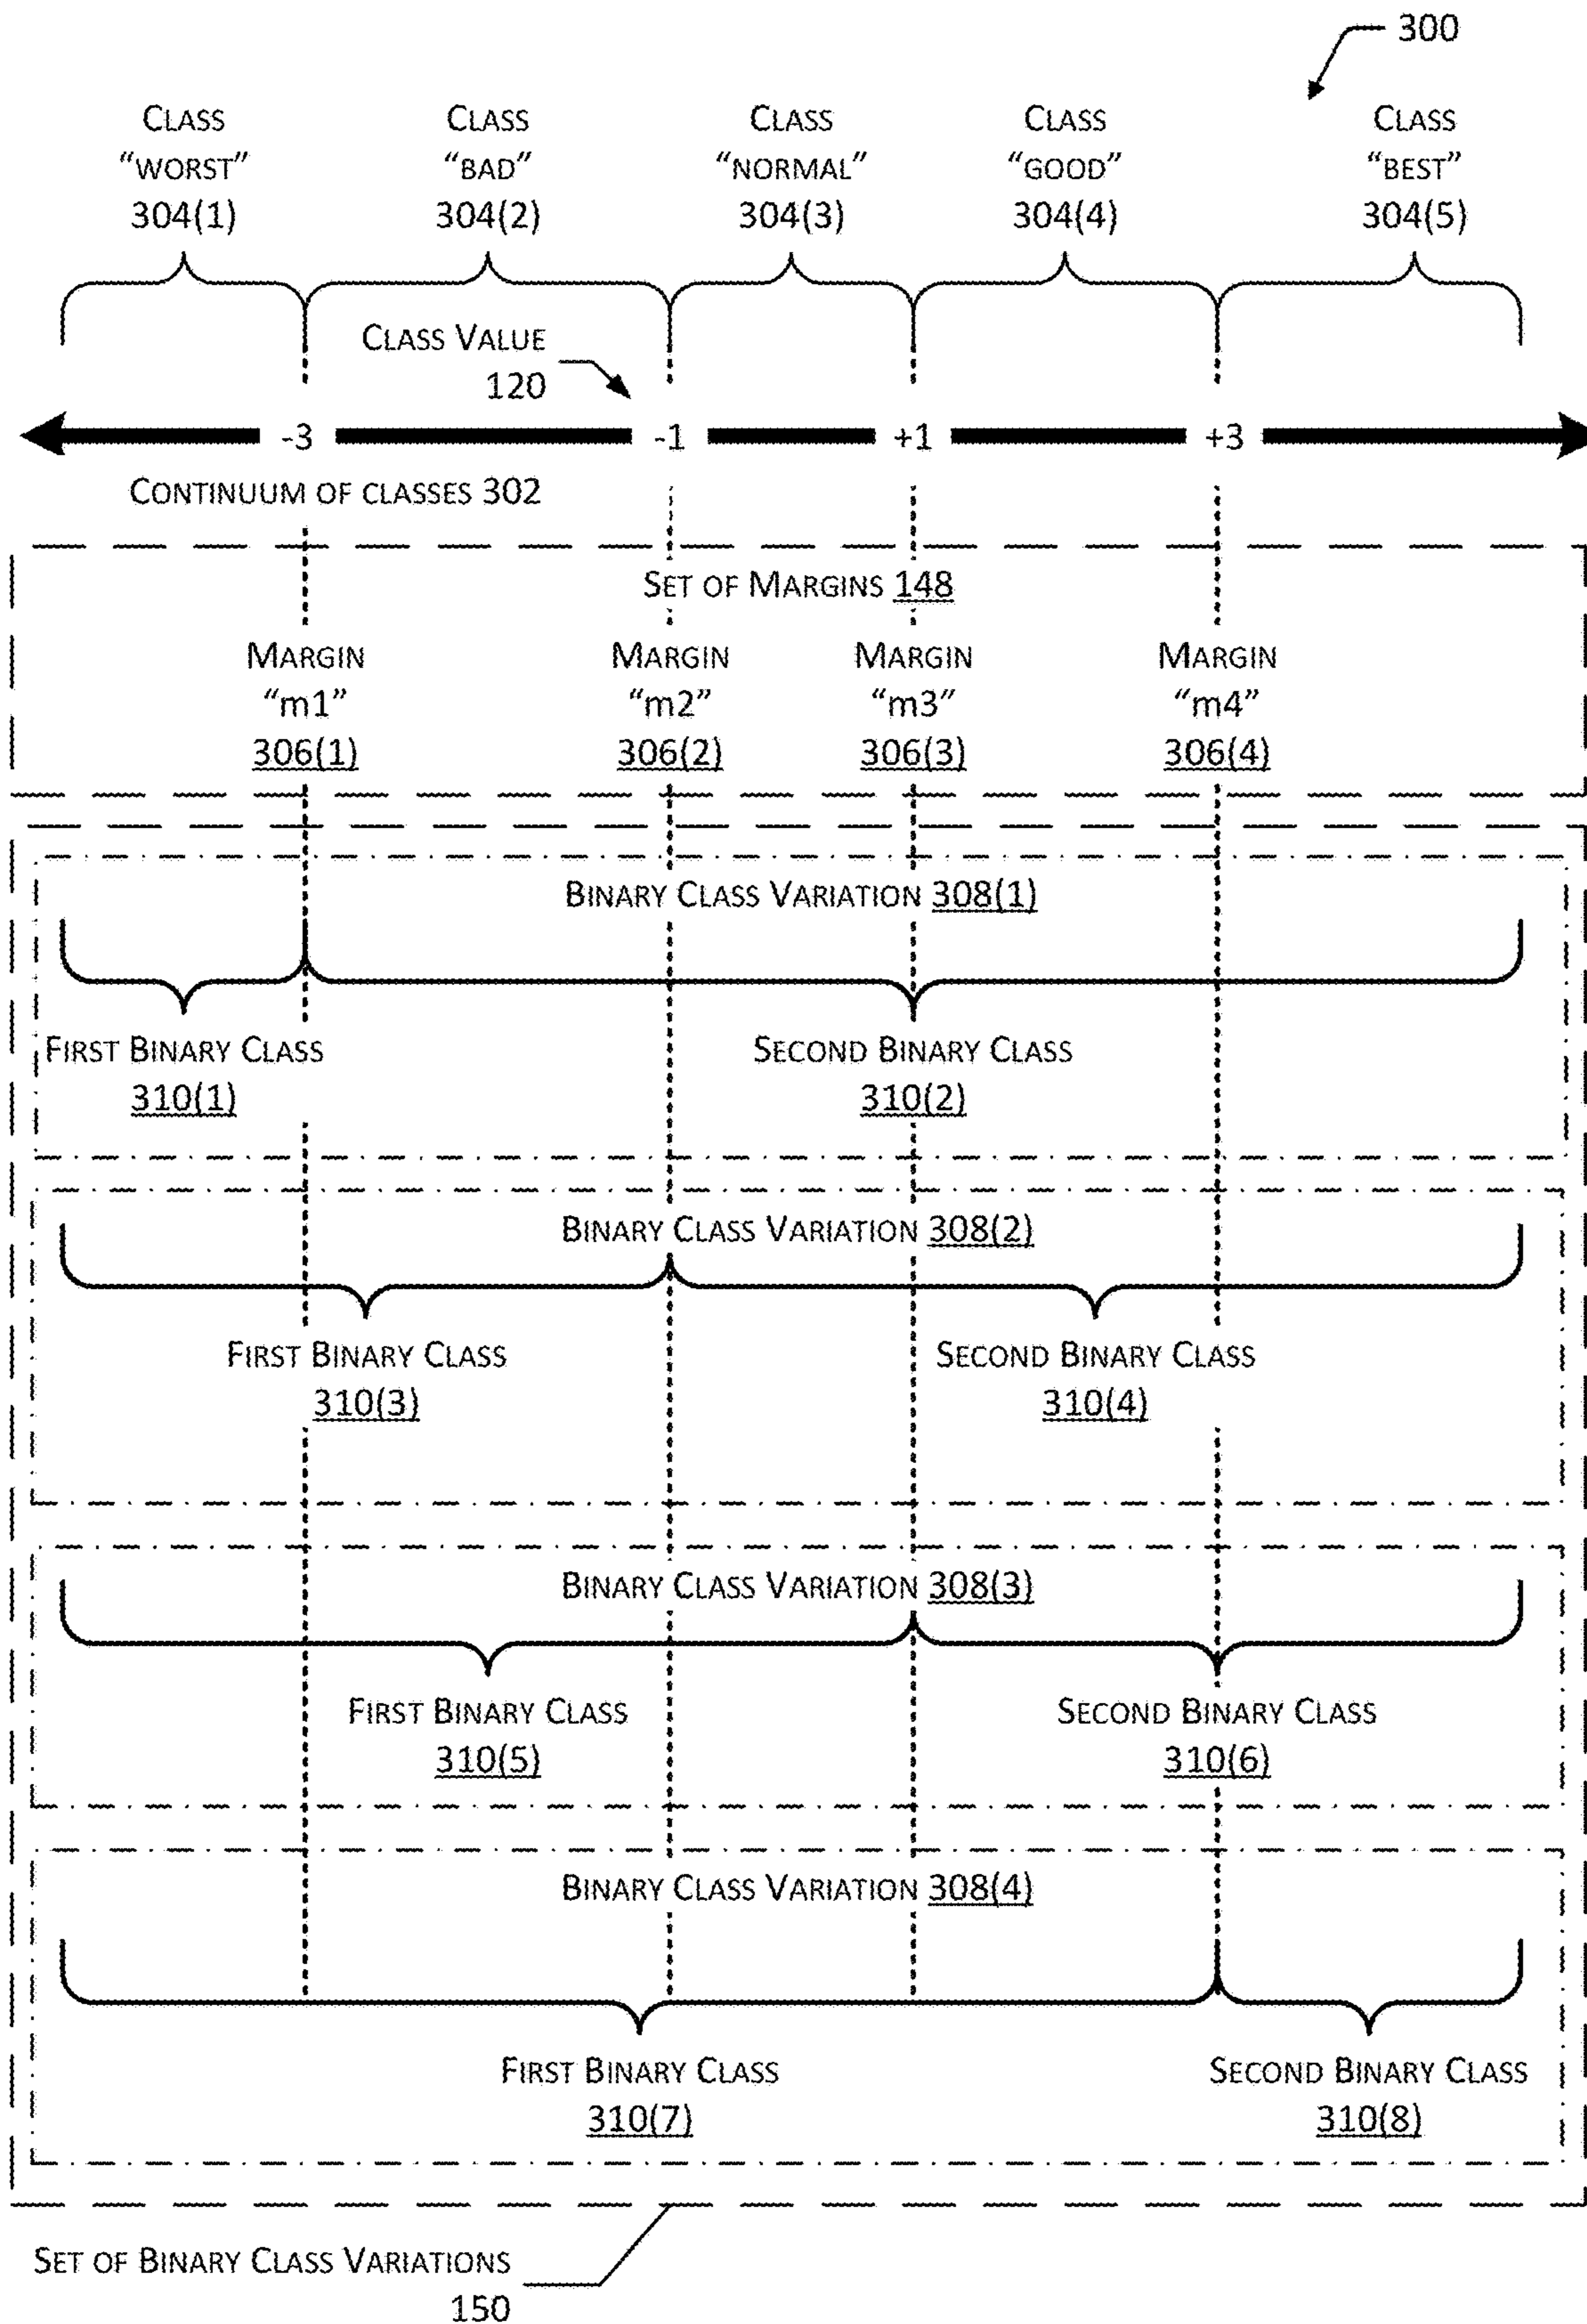 300
CLASS CLASS CLASS CLASS CLASS
“WORST” “BAD” “NORMAL” “GOOD” “BEST”
304(1) 304(2) 304(3) 304(4) 304(5)
CLASS VALUE
120
-3 -1 +1 +3
CONTINUUM OF CLASSES 302
SET OF MARGINS 148
MARGIN MARGIN MARGIN MARGIN
“m1” “m2” “m3” “m4”
306(1) 306(2) 306(3) 306(4)
BINARY CLASS VARIATION 308(1)
FIRST BINARY CLASS SECOND BINARY CLASS
310(1) 310(2)
BINARY CLASS VARIATION 308(2)
FIRST BINARY CLASS SECOND BINARY CLASS
310(3) 310(4)
BINARY CLASS VARIATION 308(3)
FIRST BINARY CLASS SECOND BINARY CLASS
310(5) 310(6)
BINARY CLASS VARIATION 308(4)
FIRST BINARY CLASS SECOND BINARY CLASS
310(7) 310(8)
SET OF BINARY CLASS VARIATIONS
150